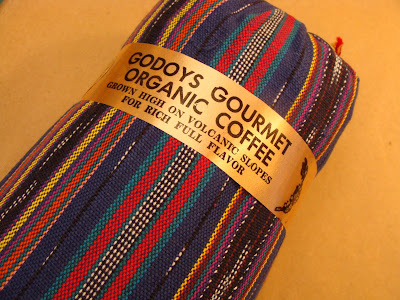 GODOYS GOURMET
ORGANIC COFFEE
GROWN HIGH ON VOLCANIC SLOPES
FOR RICH FULL FLAVOR